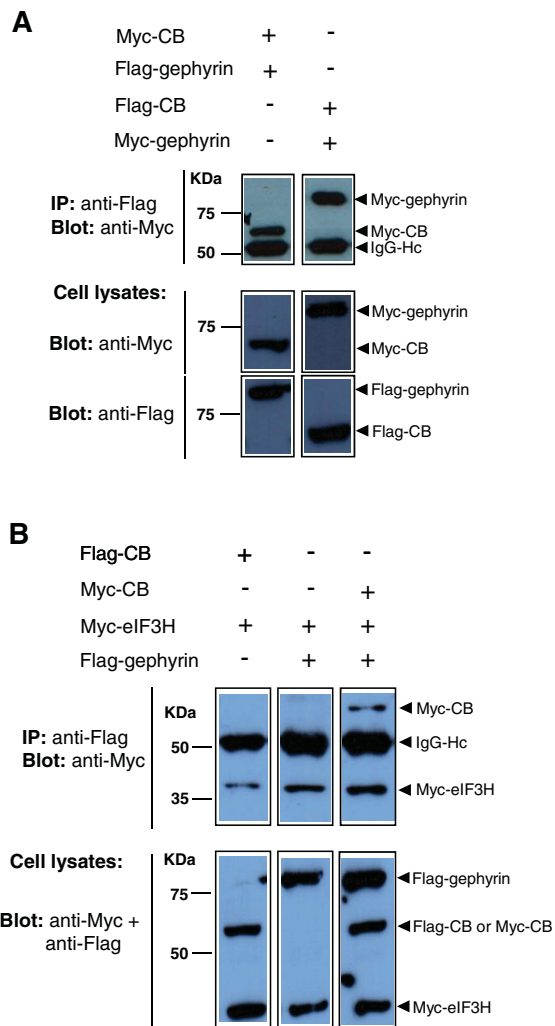 A
Myc-CB + -
Flag-gephyrin + -
Flag-CB - +
Myc-gephyrin - +
KDa
IP: anti-Flag
Blot: anti-Myc
75
50
Myc-gephyrin
Myc-CB
IgG-Hc
Cell lysates:
Blot: anti-Myc
75
Myc-gephyrin
Myc-CB
Blot: anti-Flag
75
Flag-gephyrin
Flag-CB
B
Flag-CB + - -
Myc-CB - - +
Myc-eIF3H + + +
Flag-gephyrin - + +
KDa
IP: anti-Flag
Blot: anti-Myc
50
35
Myc-CB
IgG-Hc
Myc-eIF3H
Cell lysates:
KDa
Blot: anti-Myc +
anti-Flag
75
50
Flag-gephyrin
Flag-CB or Myc-CB
Myc-eIF3H